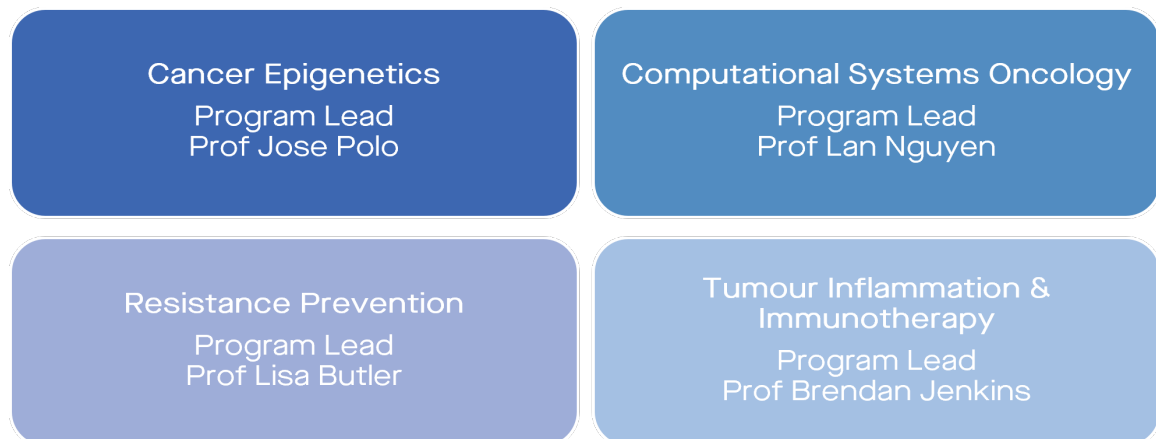 Cancer Epigenetics
Program Lead
Prof Jose Polo
Computational Systems Oncology
Program Lead
Prof Lan Nguyen
Resistance Prevention
Program Lead
Prof Lisa Butler
Tumour Inflammation &
Immunotherapy
Program Lead
Prof Brendan Jenkins